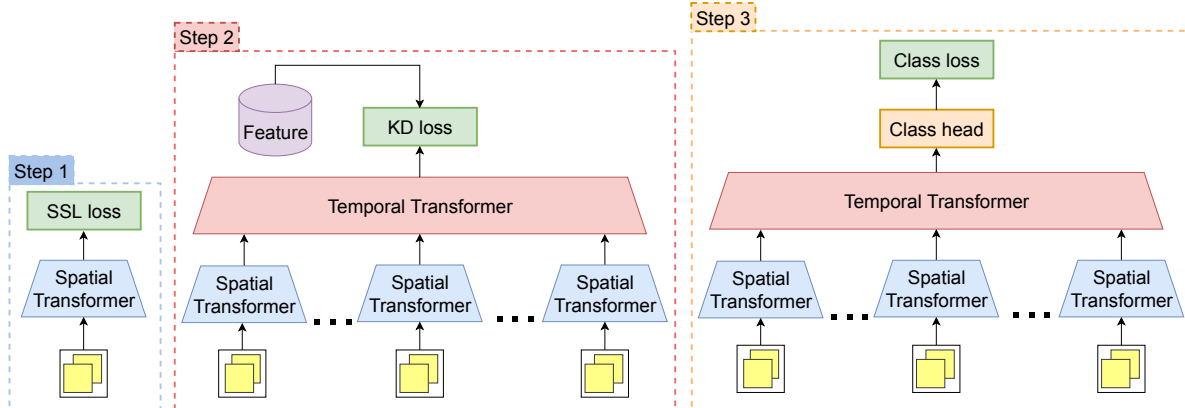 Step 1
SSL loss
Spatial
Transformer
Step 2
Feature
KD loss
Temporal Transformer
Spatial
Transformer
Spatial
Transformer
Spatial
Transformer
Step 3
Class loss
Class head
Temporal Transformer
Spatial
Transformer
Spatial
Transformer
Spatial
Transformer